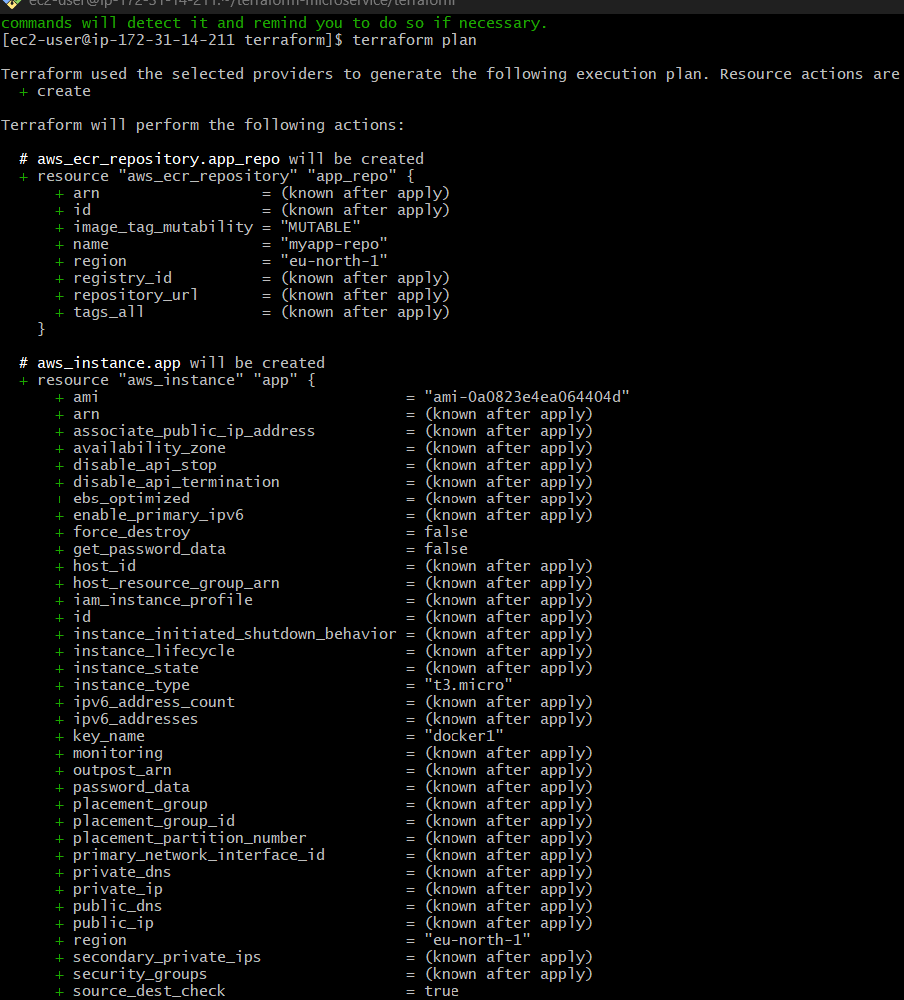 ec2-user@ip-172-31-14-211:~/terraform-microservice/terraform
commands will detect it and remind you to do so if necessary.
[ec2-user@ip-172-31-14-211 terraform]$ terraform plan
Terraform used the selected providers to generate the following execution plan. Resource actions are
+ create
Terraform will perform the following actions:
# aws_ecr_repository.app_repo will be created
+ resource "aws_ecr_repository" "app_repo" {
+ arn = (known after apply)
+ id = (known after apply)
+ image_tag_mutability = "MUTABLE"
+ name = "myapp-repo"
+ region = "eu-north-1"
+ registry_id = (known after apply)
+ repository_url = (known after apply)
+ tags_all = (known after apply)
}
# aws_instance.app will be created
+ resource "aws_instance" "app" {
+ ami = "ami-0a0823e4ea064404d"
+ arn = (known after apply)
+ associate_public_ip_address = (known after apply)
+ availability_zone = (known after apply)
+ disable_api_stop = (known after apply)
+ disable_api_termination = (known after apply)
+ ebs_optimized = (known after apply)
+ enable_primary_ipv6 = (known after apply)
+ force_destroy = false
+ get_password_data = false
+ host_id = (known after apply)
+ host_resource_group_arn = (known after apply)
+ iam_instance_profile = (known after apply)
+ id = (known after apply)
+ instance_initiated_shutdown_behavior = (known after apply)
+ instance_lifecycle = (known after apply)
+ instance_state = (known after apply)
+ instance_type = "t3.micro"
+ ipv6_address_count = (known after apply)
+ ipv6_addresses = (known after apply)
+ key_name = "docker1"
+ monitoring = (known after apply)
+ outpost_arn = (known after apply)
+ password_data = (known after apply)
+ placement_group = (known after apply)
+ placement_group_id = (known after apply)
+ placement_partition_number = (known after apply)
+ primary_network_interface_id = (known after apply)
+ private_dns = (known after apply)
+ private_ip = (known after apply)
+ public_dns = (known after apply)
+ public_ip = (known after apply)
+ region = "eu-north-1"
+ secondary_private_ips = (known after apply)
+ security_groups = (known after apply)
+ source_dest_check = true